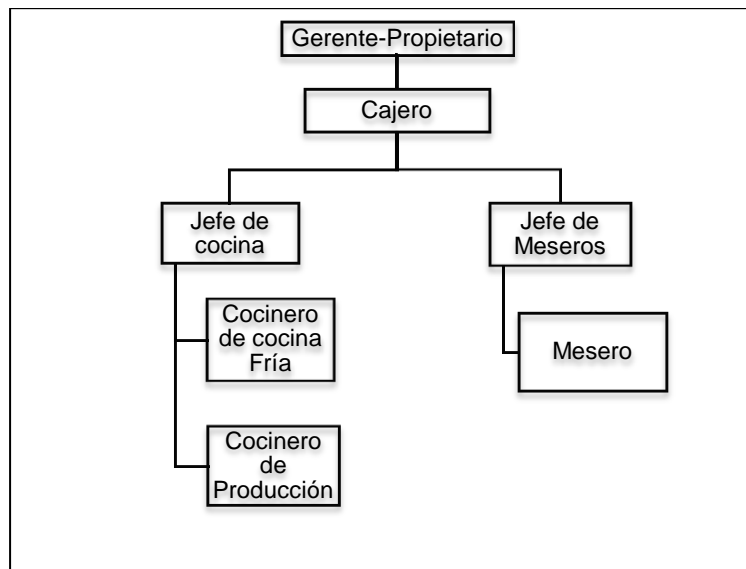 Gerente-Propietario
Cajero
Jefe de
cocina
Jefe de
Meseros
Cocinero
de cocina
Fría
Mesero
Cocinero
de
Producción